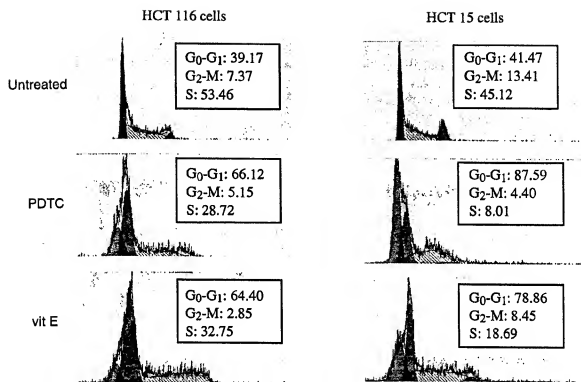 HCT 116 cells
HCT 15 cells
Untreated
G0-G1: 39.17
G2-M: 7.37
S: 53.46
G0-G1: 41.47
G2-M: 13.41
S: 45.12
PDTC
G0-G1: 66.12
G2-M: 5.15
S: 28.72
G0-G1: 87.59
G2-M: 4.40
S: 8.01
vit E
G0-G1: 64.40
G2-M: 2.85
S: 32.75
G0-G1: 78.86
G2-M: 8.45
S: 18.69